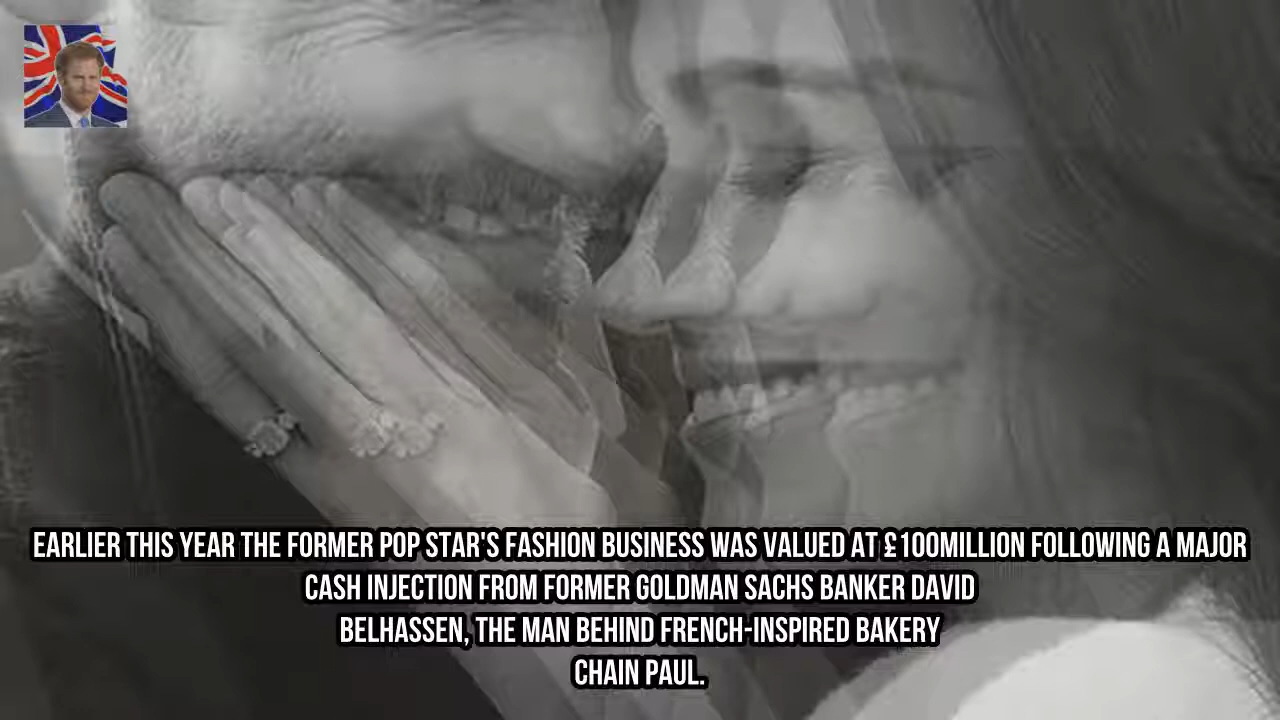 EARLIER THIS YEAR THE FORMER POP STAR'S FASHION BUSINESS WAS VALUED AT £100MILLION FOLLOWING A MAJOR
CASH INJECTION FROM FORMER GOLDMAN SACHS BANKER DAVID
BELHASSEN, THE MAN BEHIND FRENCH-INSPIRED BAKERY
CHAIN PAUL.